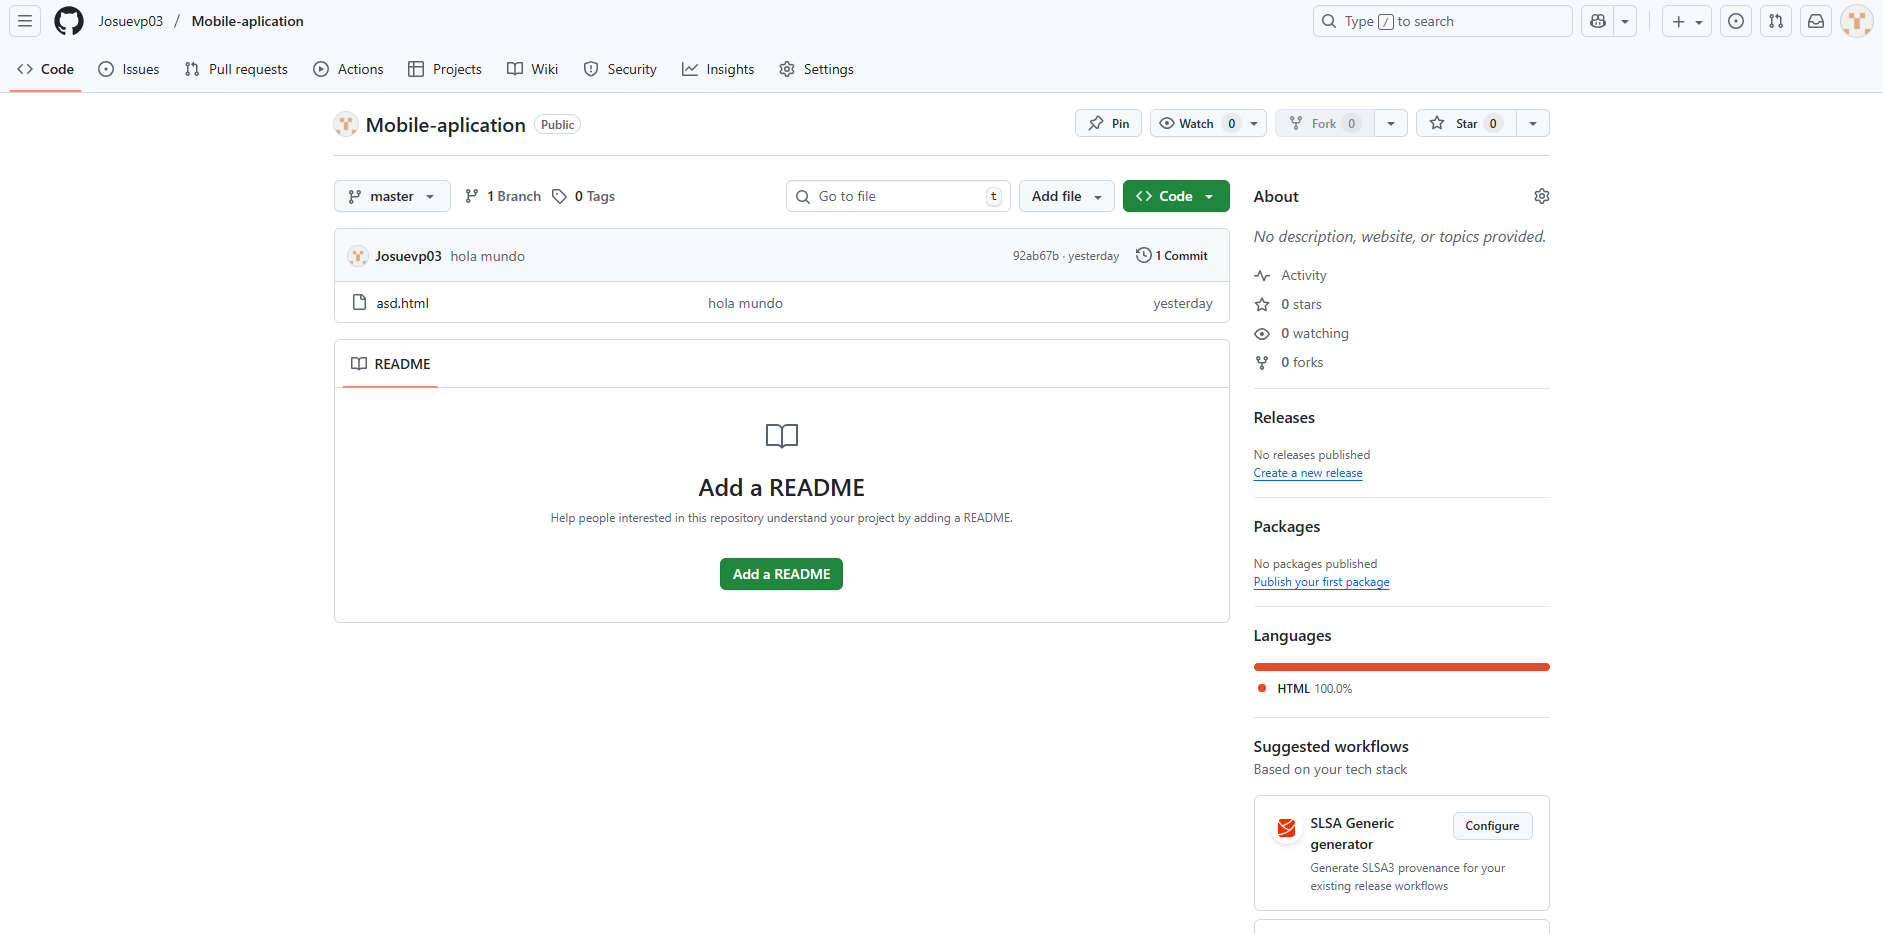 Josuevp03 / Mobile-aplication
Type / to search
Code Issues Pull requests Actions Projects Wiki Security Insights Settings
Mobile-aplication Public
Pin Watch 0 Fork 0 Star 0
master 1 Branch 0 Tags
Go to file t Add file Code
Josuevp03 hola mundo 92ab67b · yesterday 1 Commit
asd.html hola mundo yesterday
README
Add a README
Help people interested in this repository understand your project by adding a README.
Add a README
About
No description, website, or topics provided.
Activity
0 stars
0 watching
0 forks
Releases
No releases published
Create a new release
Packages
No packages published
Publish your first package
Languages
HTML 100.0%
Suggested workflows
Based on your tech stack
SLSA Generic
generator
Configure
Generate SLSA3 provenance for your
existing release workflows